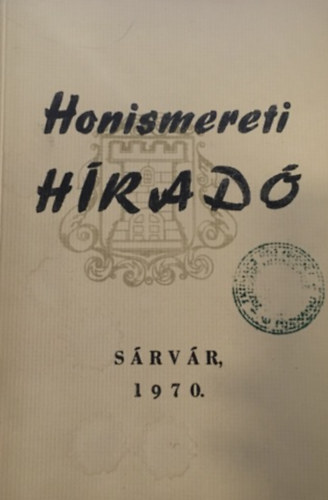 Honismereti
HÍRADÓ
SÁRVÁR,
1970.